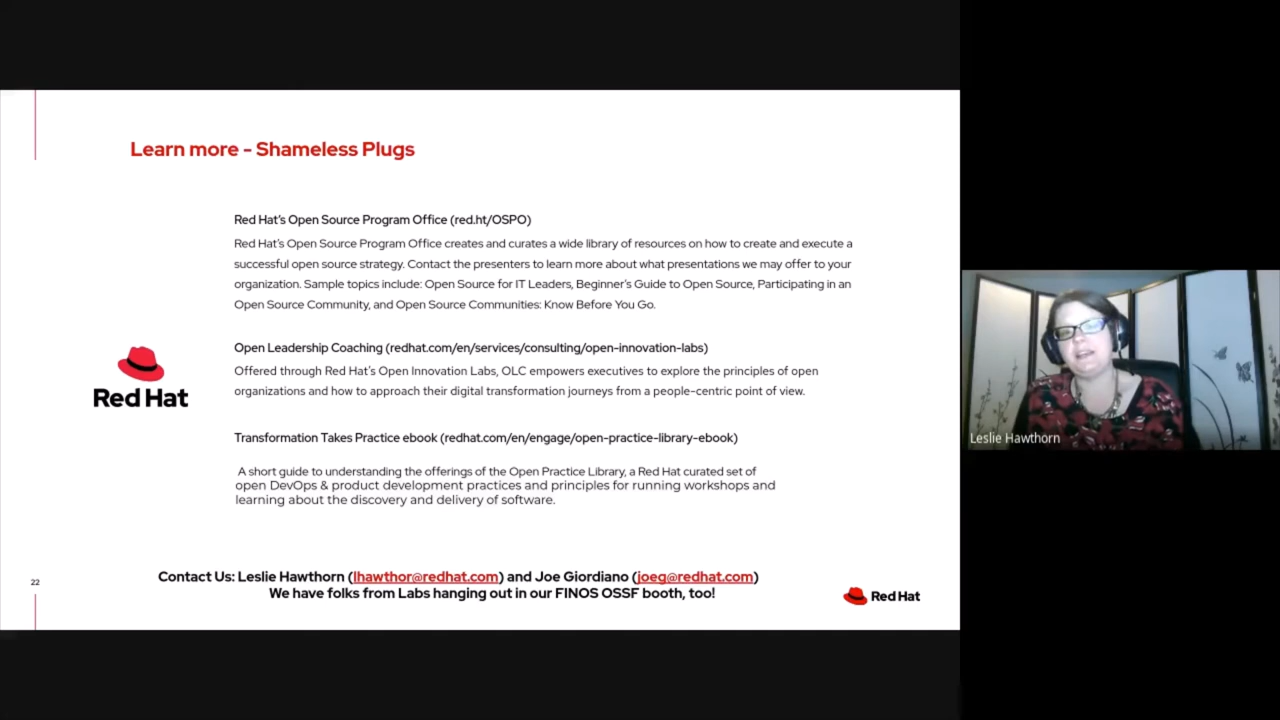 Learn more - Shameless Plugs
Red Hat's Open Source Program Office (red.ht/OSPO)
Red Hat's Open Source Program Office creates and curates a wide library of resources on how to create and execute a
successful open source strategy. Contact the presenters to learn more about what presentations we may offer to your
organization. Sample topics include: Open Source for IT Leaders, Beginner's Guide to Open Source, Participating in an
Open Source Community, and Open Source Communities: Know Before You Go.
Open Leadership Coaching (redhat.com/en/services/consulting/open-innovation-labs)
Offered through Red Hat's Open Innovation Labs, OLC empowers executives to explore the principles of open
organizations and how to approach their digital transformation journeys from a people-centric point of view.
Red Hat
Transformation Takes Practice ebook (redhat.com/en/engage/open-practice-library-ebook)
A short guide to understanding the offerings of the Open Practice Library, a Red Hat curated set of
open DevOps & product development practices and principles for running workshops and
learning about the discovery and delivery of software.
22
Contact Us: Leslie Hawthorn (lhawthor@redhat.com) and Joe Giordiano (joeg@redhat.com)
We have folks from Labs hanging out in our FINOS OSSF booth, too!
Red Hat
Leslie Hawthorn